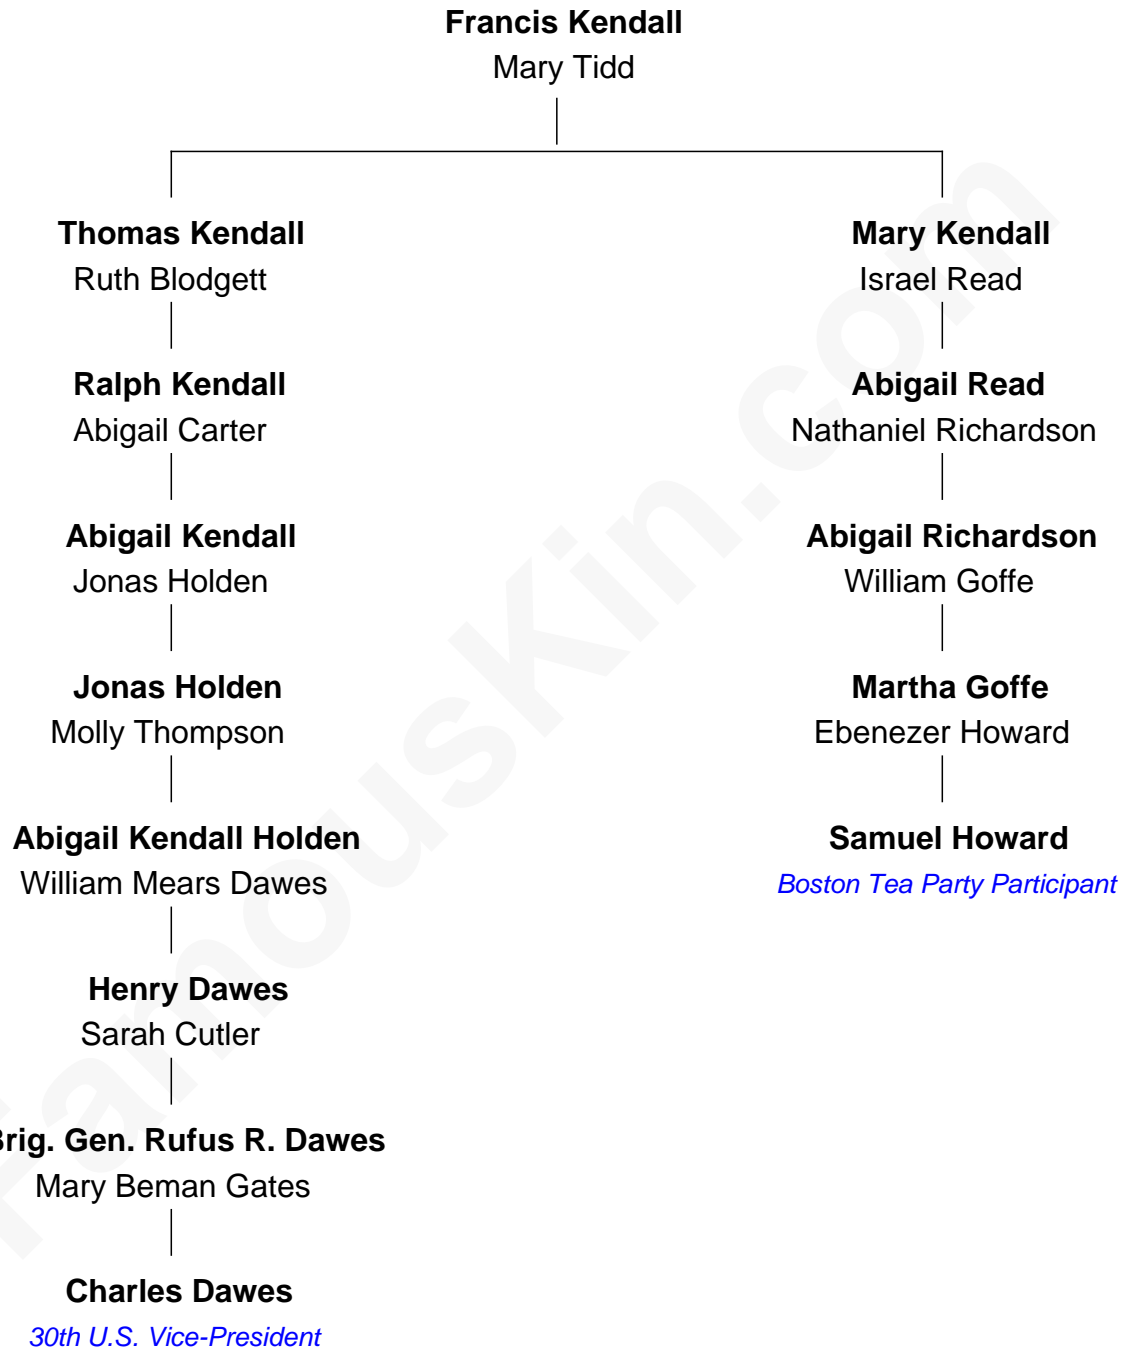 Francis Kendall
Mary Tidd
Thomas Kendall
Ruth Blodgett
Mary Kendall
Israel Read
Ralph Kendall
Abigail Carter
Abigail Read
Nathaniel Richardson
Abigail Kendall
Jonas Holden
Abigail Richardson
William Goffe
Jonas Holden
Molly Thompson
Martha Goffe
Ebenezer Howard
Abigail Kendall Holden
William Mears Dawes
Samuel Howard
Boston Tea Party Participant
Henry Dawes
Sarah Cutler
Brig. Gen. Rufus R. Dawes
Mary Beman Gates
Charles Dawes
30th U.S. Vice-President
FamousKin.com